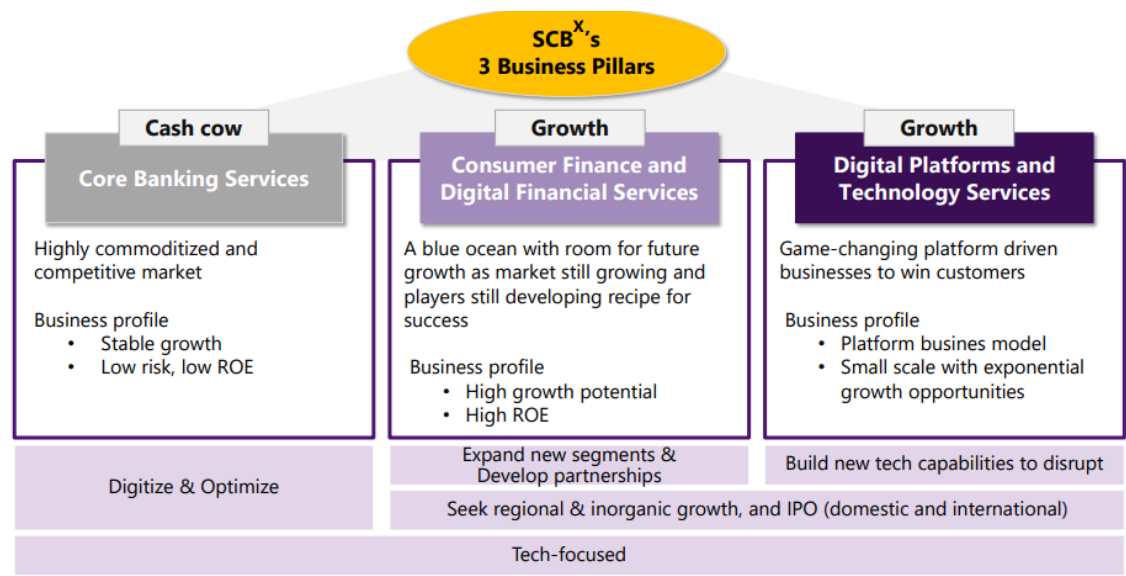 SCBX's
3 Business Pillars
Cash cow
Core Banking Services
Highly commoditized and
competitive market
Business profile
• Stable growth
• Low risk, low ROE
Growth
Consumer Finance and
Digital Financial Services
A blue ocean with room for future
growth as market still growing and
players still developing recipe for
success
Business profile
• High growth potential
• High ROE
Growth
Digital Platforms and
Technology Services
Game-changing platform driven
businesses to win customers
Business profile
• Platform busines model
• Small scale with exponential
growth opportunities
Digitize & Optimize
Expand new segments &
Develop partnerships
Build new tech capabilities to disrupt
Seek regional & inorganic growth, and IPO (domestic and international)
Tech-focused